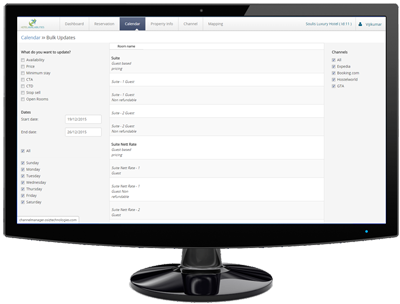 Dashboard Reservation Calendar Property Info Channel Mapping
Vijikumar
Calendar » Bulk Updates
What do you want to update?
Availability
Price
Minimum stay
CTA
CTD
Stop sell
Open Rooms
Dates
Start date 19/12/2015
End date 26/12/2015
All
Sunday
Monday
Tuesday
Wednesday
Thursday
Friday
Saturday
Room name
Suite
Guest based
pricing
Suite - 1 Guest
Suite - 1 Guest
Non refundable
Suite - 2 Guest
Suite - 2 Guest
Non refundable
Suite Nett Rate
Guest based
pricing
Suite Nett Rate - 1
Guest
Suite Nett Rate - 1
Guest Non
refundable
Suite Nett Rate - 2
Guest
Channels:
All
Expedia
Booking.com
Hostelworld
GTA